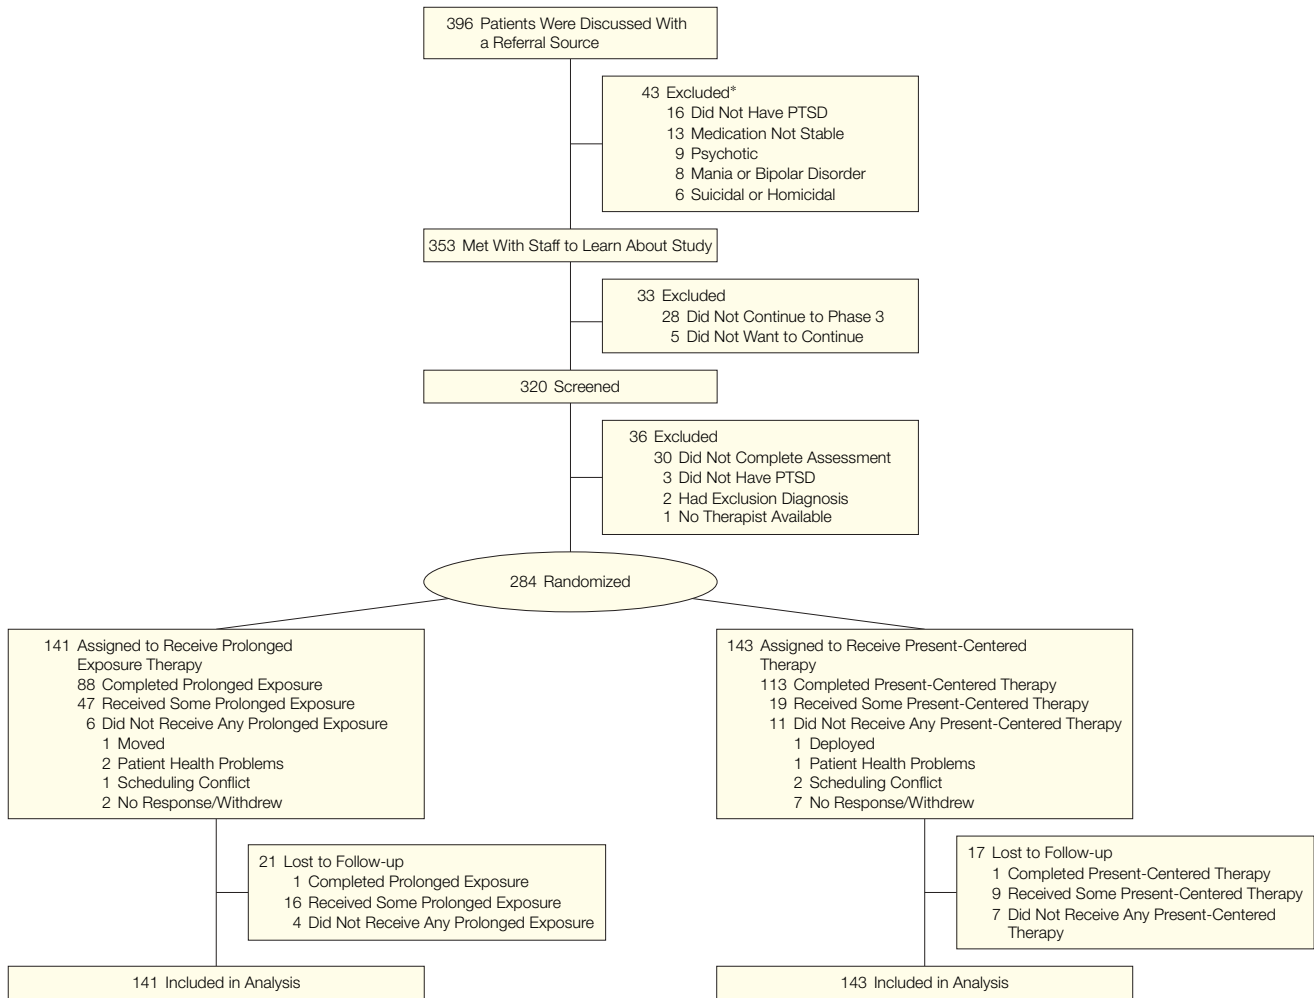 396 Patients Were Discussed With
a Referral Source
43 Excluded*
16 Did Not Have PTSD
13 Medication Not Stable
9 Psychotic
8 Mania or Bipolar Disorder
6 Suicidal or Homicidal
353 Met With Staff to Learn About Study
33 Excluded
28 Did Not Continue to Phase 3
5 Did Not Want to Continue
320 Screened
36 Excluded
30 Did Not Complete Assessment
3 Did Not Have PTSD
2 Had Exclusion Diagnosis
1 No Therapist Available
284 Randomized
141 Assigned to Receive Prolonged
Exposure Therapy
88 Completed Prolonged Exposure
47 Received Some Prolonged Exposure
6 Did Not Receive Any Prolonged Exposure
1 Moved
2 Patient Health Problems
1 Scheduling Conflict
2 No Response/Withdrew
143 Assigned to Receive Present-Centered
Therapy
113 Completed Present-Centered Therapy
19 Received Some Present-Centered Therapy
11 Did Not Receive Any Present-Centered Therapy
1 Deployed
1 Patient Health Problems
2 Scheduling Conflict
7 No Response/Withdrew
21 Lost to Follow-up
1 Completed Prolonged Exposure
16 Received Some Prolonged Exposure
4 Did Not Receive Any Prolonged Exposure
17 Lost to Follow-up
1 Completed Present-Centered Therapy
9 Received Some Present-Centered Therapy
7 Did Not Receive Any Present-Centered
Therapy
141 Included in Analysis
143 Included in Analysis